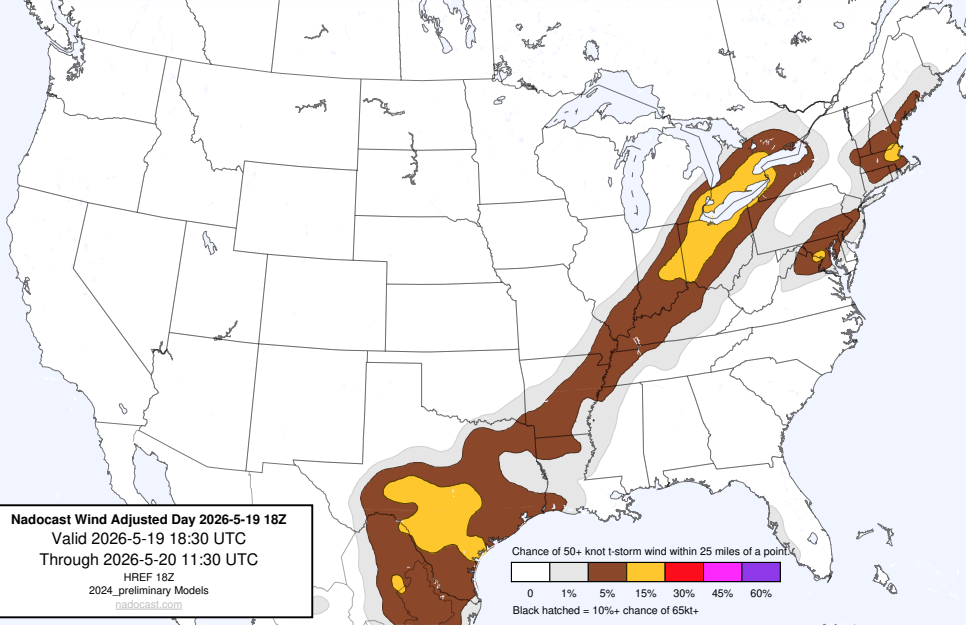 Nadocast Wind Adjusted Day 2026-5-19 18Z
Valid 2026-5-19 18:30 UTC
Through 2026-5-20 11:30 UTC
HREF 18Z
2024_preliminary Models
nadocast.com
Chance of 50+ knot t-storm wind within 25 miles of a point.
0 1% 5% 15% 30% 45% 60%
Black hatched = 10%+ chance of 65kt+